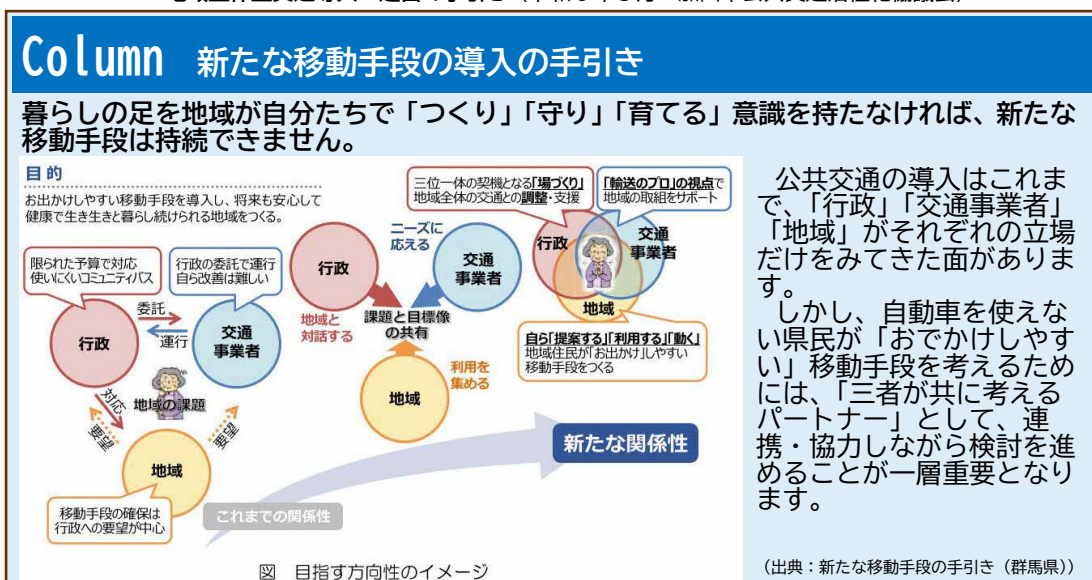 Column 新たな移動手段の導入の手引き
暮らしの足を地域が自分たちで「つくり」「守り」「育てる」意識を持たなければ、新たな
移動手段は持続できません。
目的
お出かけしやすい移動手段を導入し、将来も安心して
健康で生き生きと暮らし続けられる地域をつくる。
限られた予算で対応
使いにくいコミュニティバス
行政の委託で運行
自ら改善は難しい
行政
委託
運行
交通
事業者
対応
要望
地域の課題
要望
地域
移動手段の確保は
行政への要望が中心
これまでの関係性
行政
ニーズに
応える
交通
事業者
地域と
対話する
課題と目標像
の共有
利用を
集める
地域
三位一体の契機となる「場づくり」
地域全体の交通との調整・支援
「輸送のプロ」の視点で
地域の取組をサポート
行政
交通
事業者
地域
自ら「提案する」「利用する」「動く」
地域住民が「お出かけ」しやすい
移動手段をつくる
新たな関係性
図 目指す方向性のイメージ
公共交通の導入はこれま
で、「行政」「交通事業者」
「地域」がそれぞれの立場
だけをみてきた面がありま
す。
しかし、自動車を使えな
い県民が「おでかけしやす
い」移動手段を考えるため
には、「三者が共に考える
パートナー」として、連
携・協力しながら検討を進
めることが一層重要となり
ます。
（出典：新たな移動手段の手引き（群馬県））